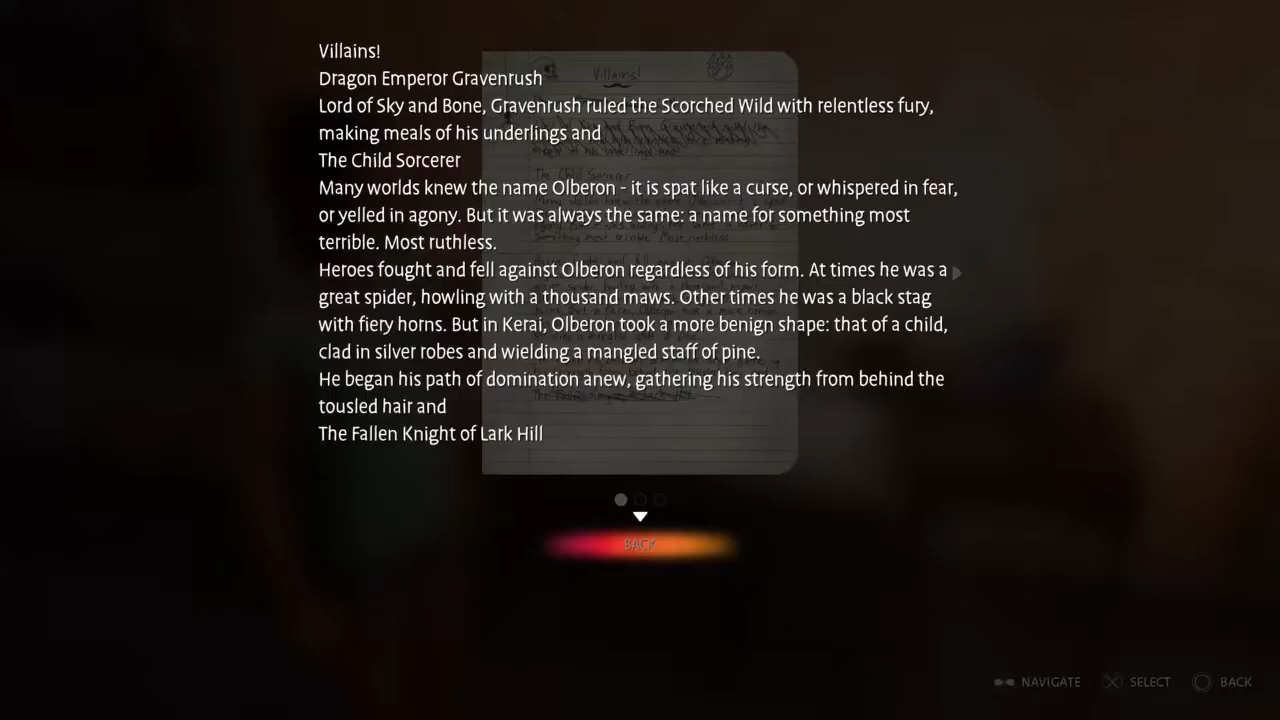 Villains!
Dragon Emperor Gravenrush
Lord of Sky and Bone, Gravenrush ruled the Scorched Wild with relentless fury,
making meals of his underlings and
The Child Sorcerer
Many worlds knew the name Olberon - it is spat like a curse, or whispered in fear,
or yelled in agony. But it was always the same: a name for something most
terrible. Most ruthless.
Heroes fought and fell against Olberon regardless of his form. At times he was a
great spider, howling with a thousand maws. Other times he was a black stag
with fiery horns. But in Kerai, Olberon took a more benign shape: that of a child,
clad in silver robes and wielding a mangled staff of pine.
He began his path of domination anew, gathering his strength from behind the
tousled hair and
The Fallen Knight of Lark Hill
Villains!
The Child Sorcerer
BACK
NAVIGATE SELECT BACK